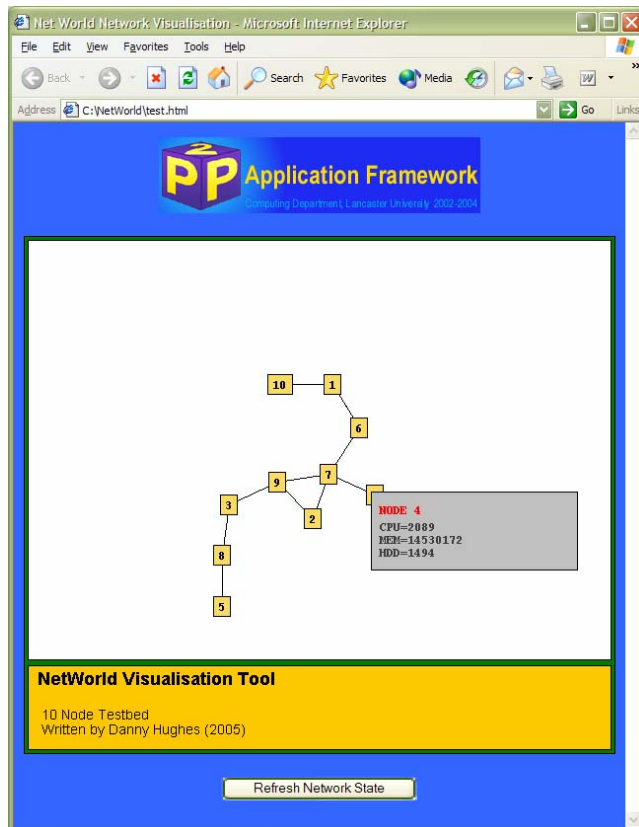 Net World Network Visualisation - Microsoft Internet Explorer
File Edit View Favorites Tools Help
Back Search Favorites Media
Address C:\NetWorld\test.html Go Links
P2P Application Framework
Computing Department, Lancaster University 2002-2004
10 1
6
9 7
3 2
NODE 4
CPU=2089
MEM=14530172
HDD=1494
8
5
NetWorld Visualisation Tool
10 Node Testbed
Written by Danny Hughes (2005)
Refresh Network State